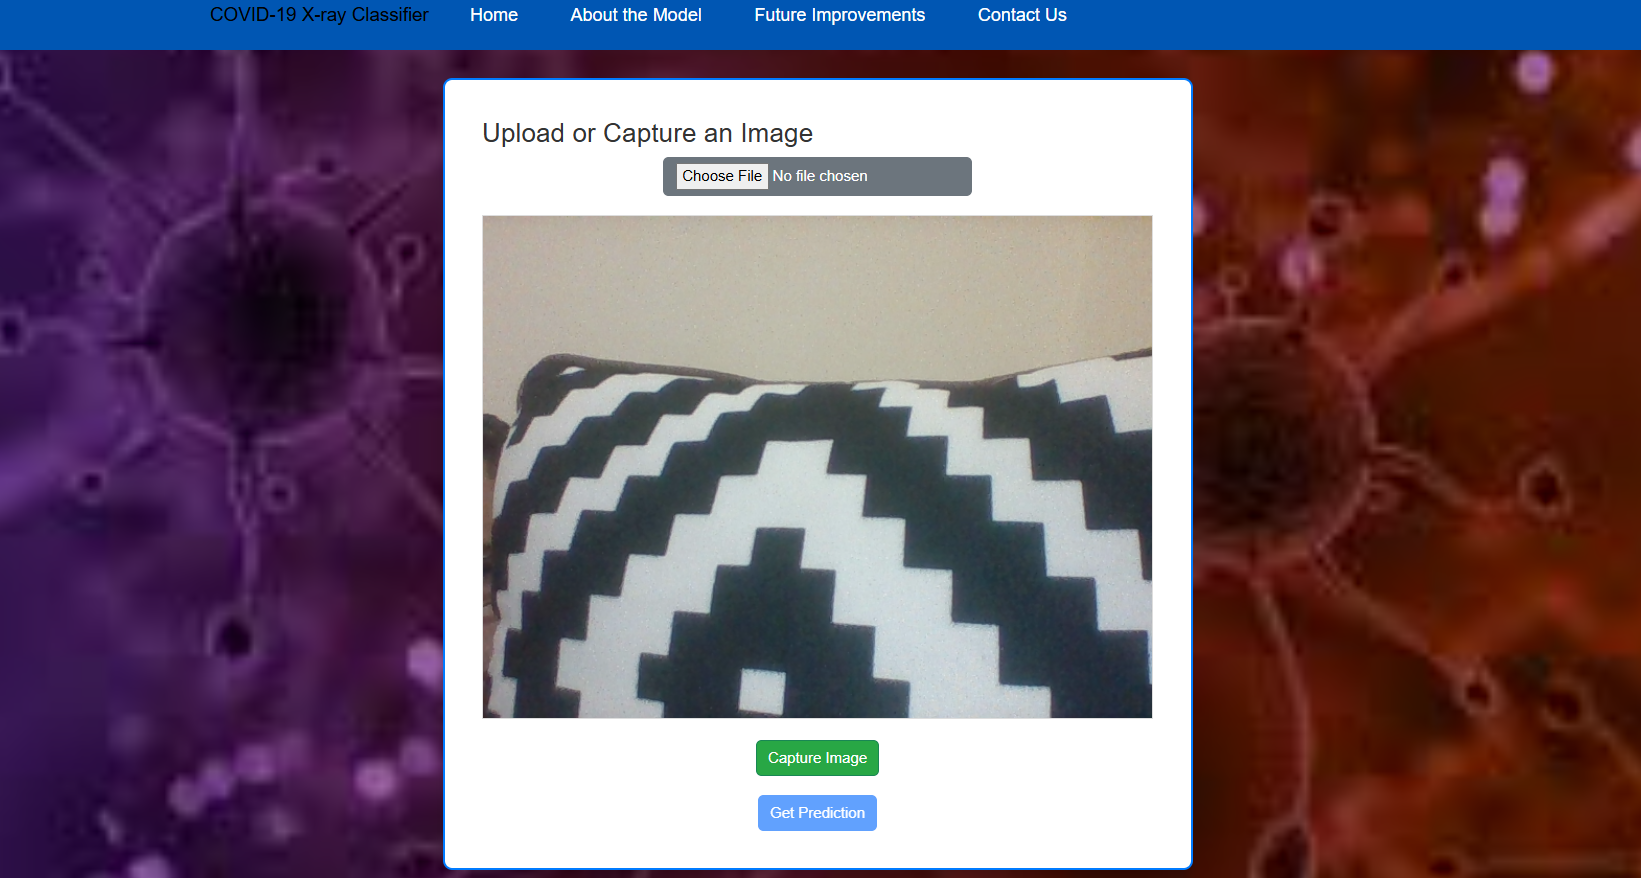 COVID-19 X-ray Classifier Home About the Model Future Improvements Contact Us
Upload or Capture an Image
Choose File No file chosen
Capture Image
Get Prediction